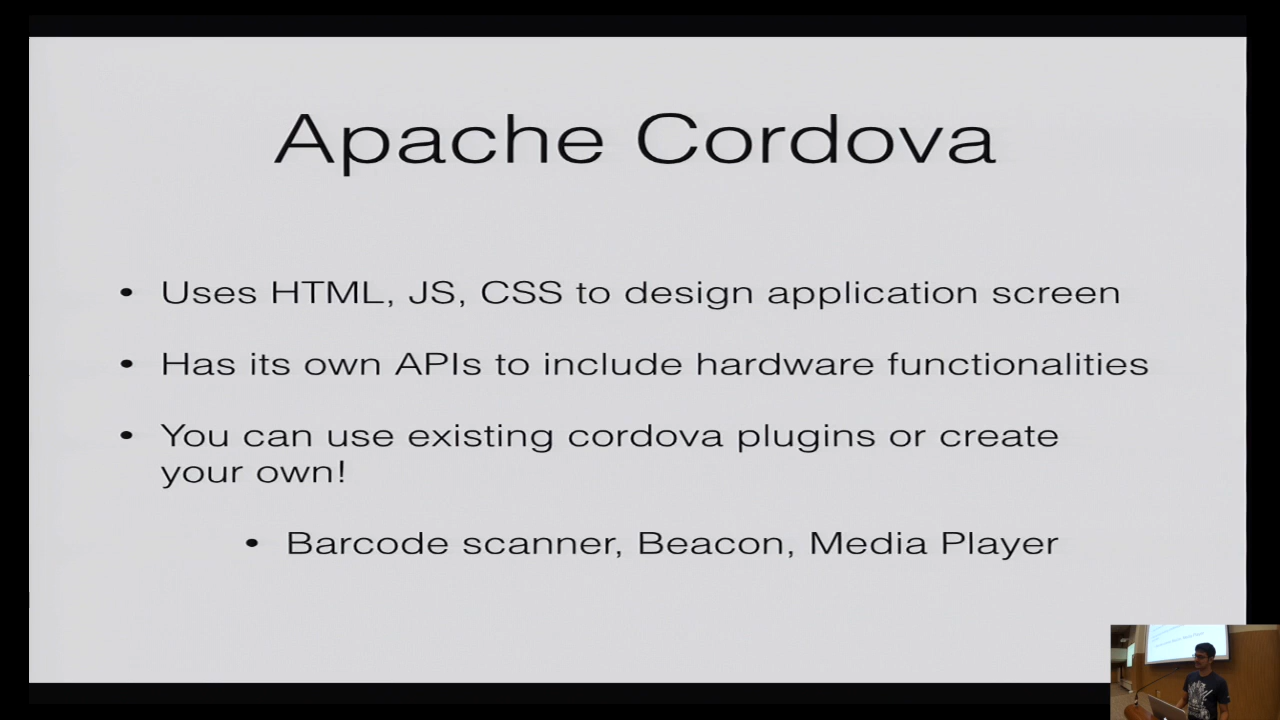 Apache Cordova
• Uses HTML, JS, CSS to design application screen
• Has its own APIs to include hardware functionalities
• You can use existing cordova plugins or create
your own!
• Barcode scanner, Beacon, Media Player